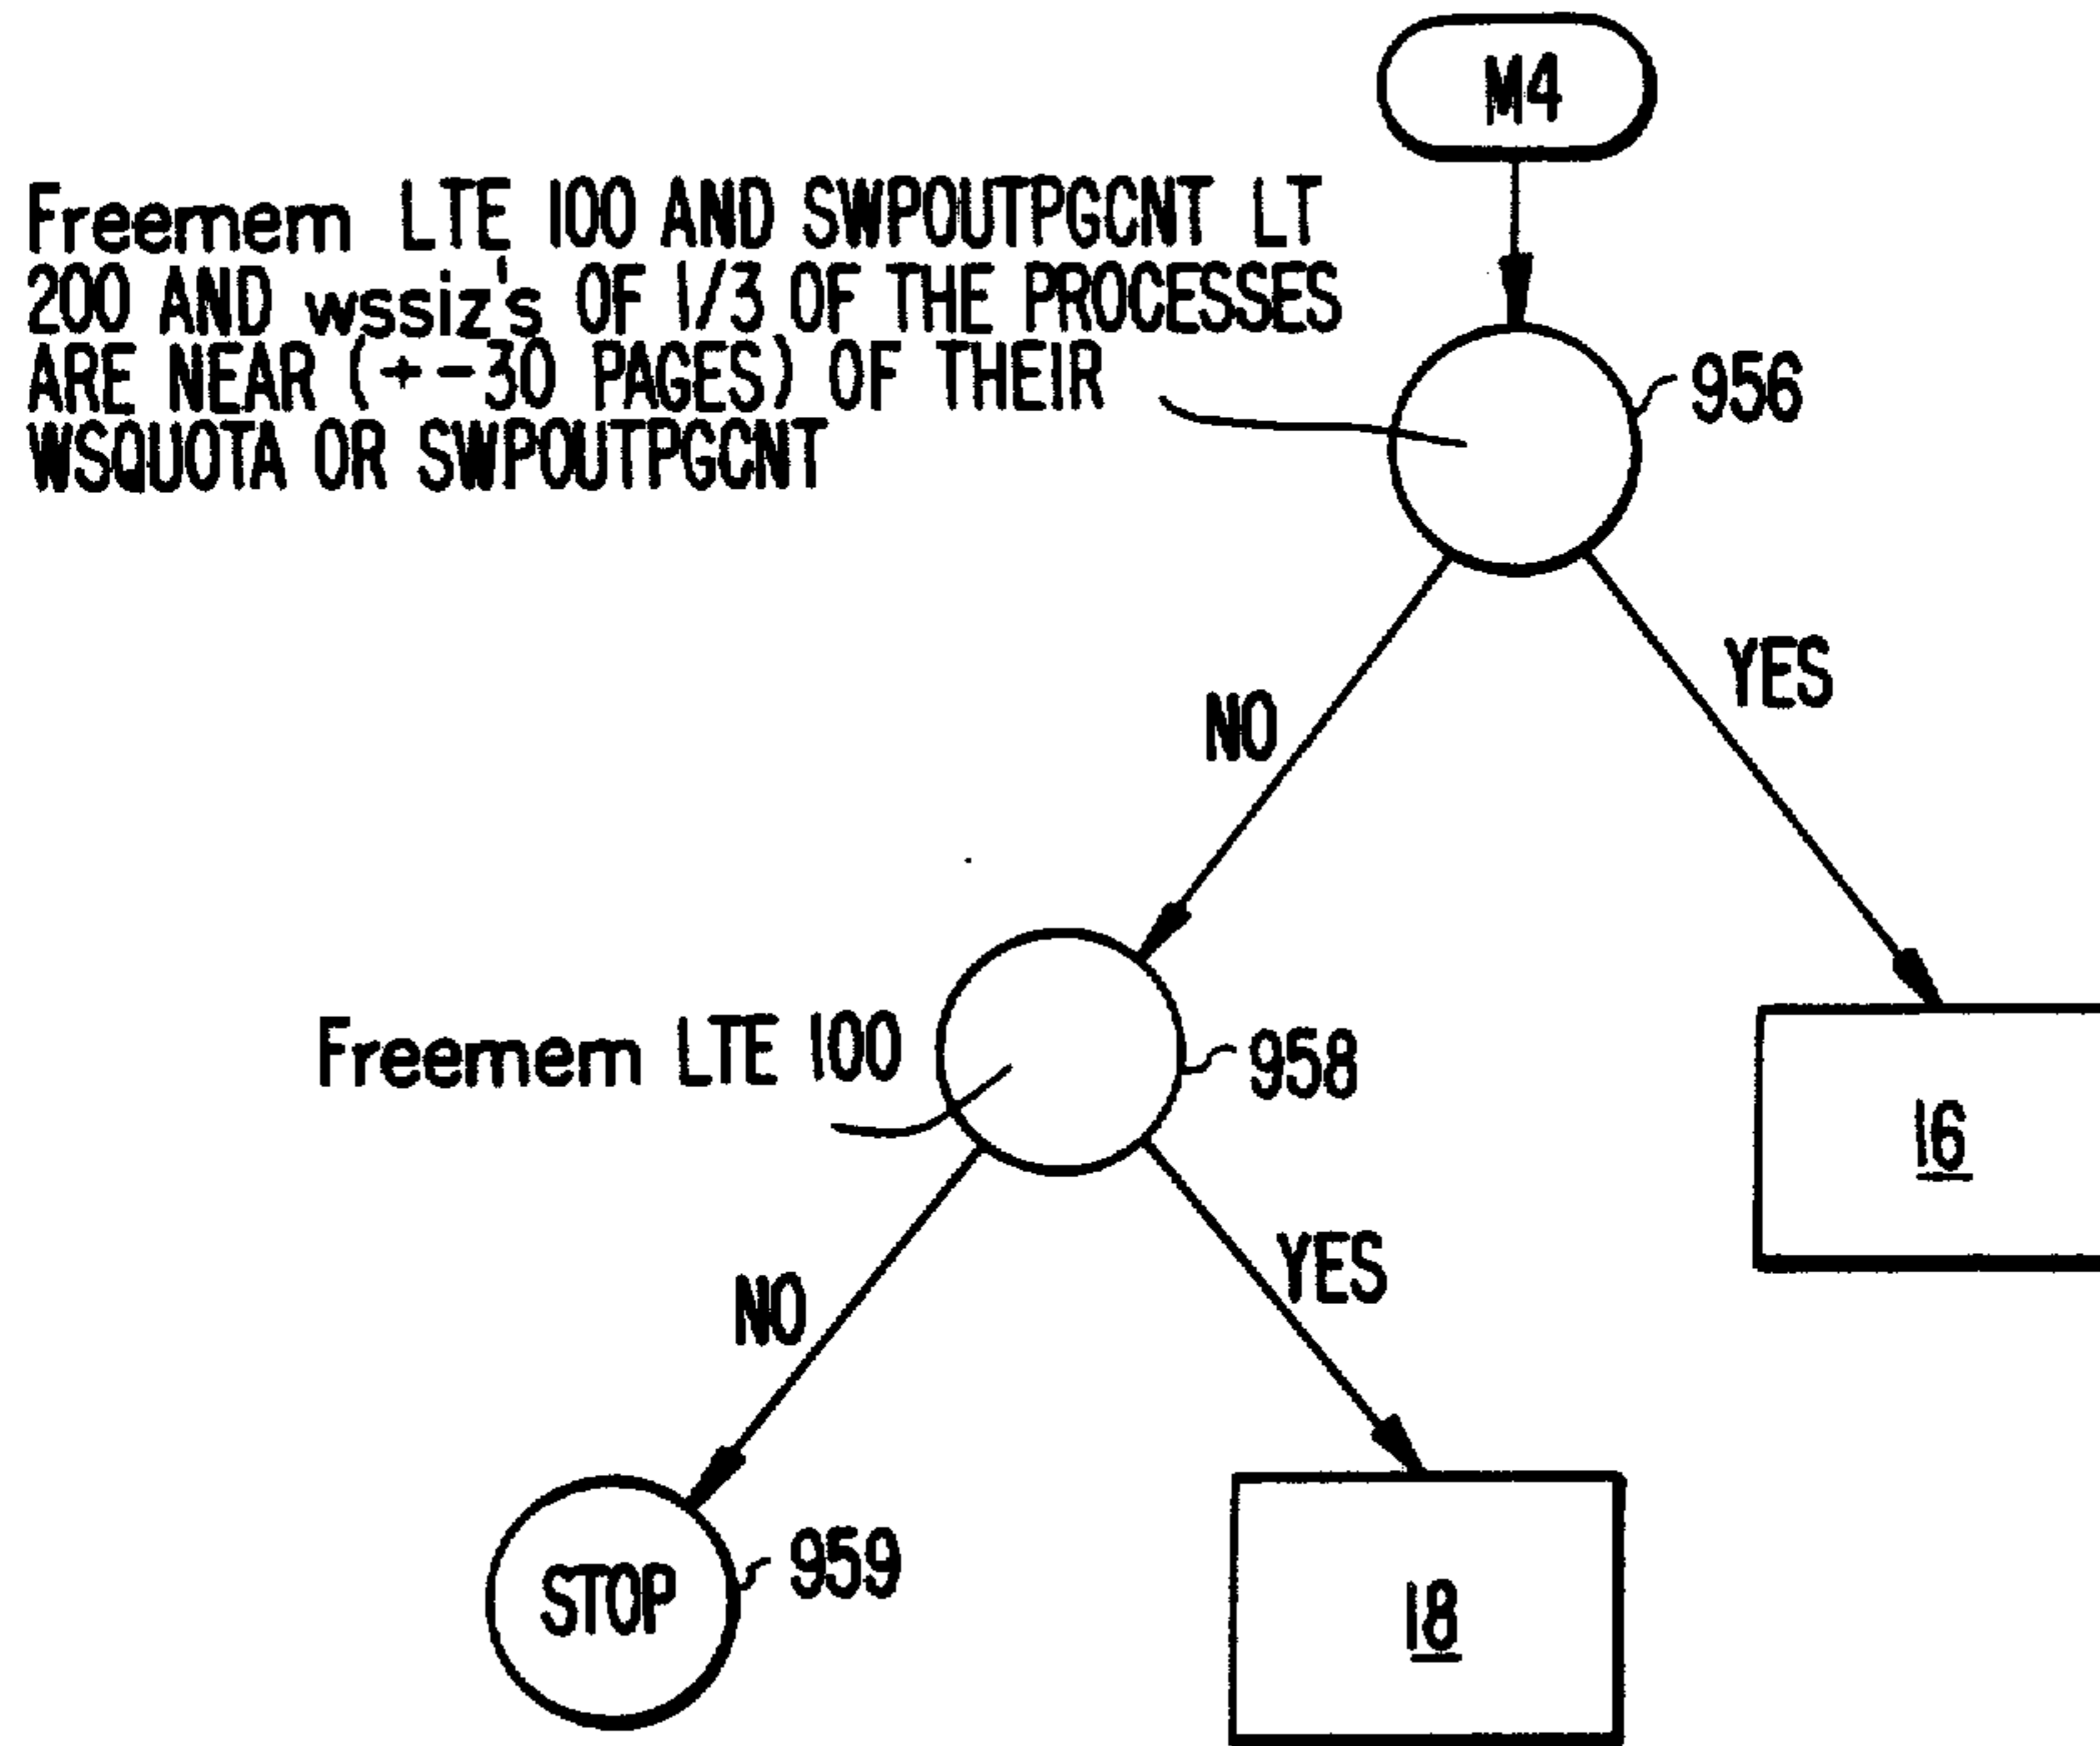 M4
Freemem LTE 100 AND SWPOUTPGCNT LT
200 AND wssiz's OF 1/3 OF THE PROCESSES
ARE NEAR (+-30 PAGES) OF THEIR
WSQUOTA OR SWPOUTPGCNT
956
NO
YES
Freemem LTE 100
958
16
NO
YES
STOP
959
18